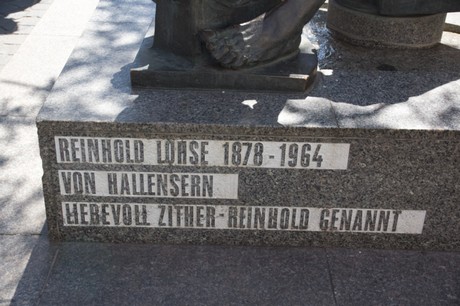 REINHOLD LOHSE 1878-1964
VON HALLENSERN
LIEBEVOLL ZITHER-REINHOLD GENANNT